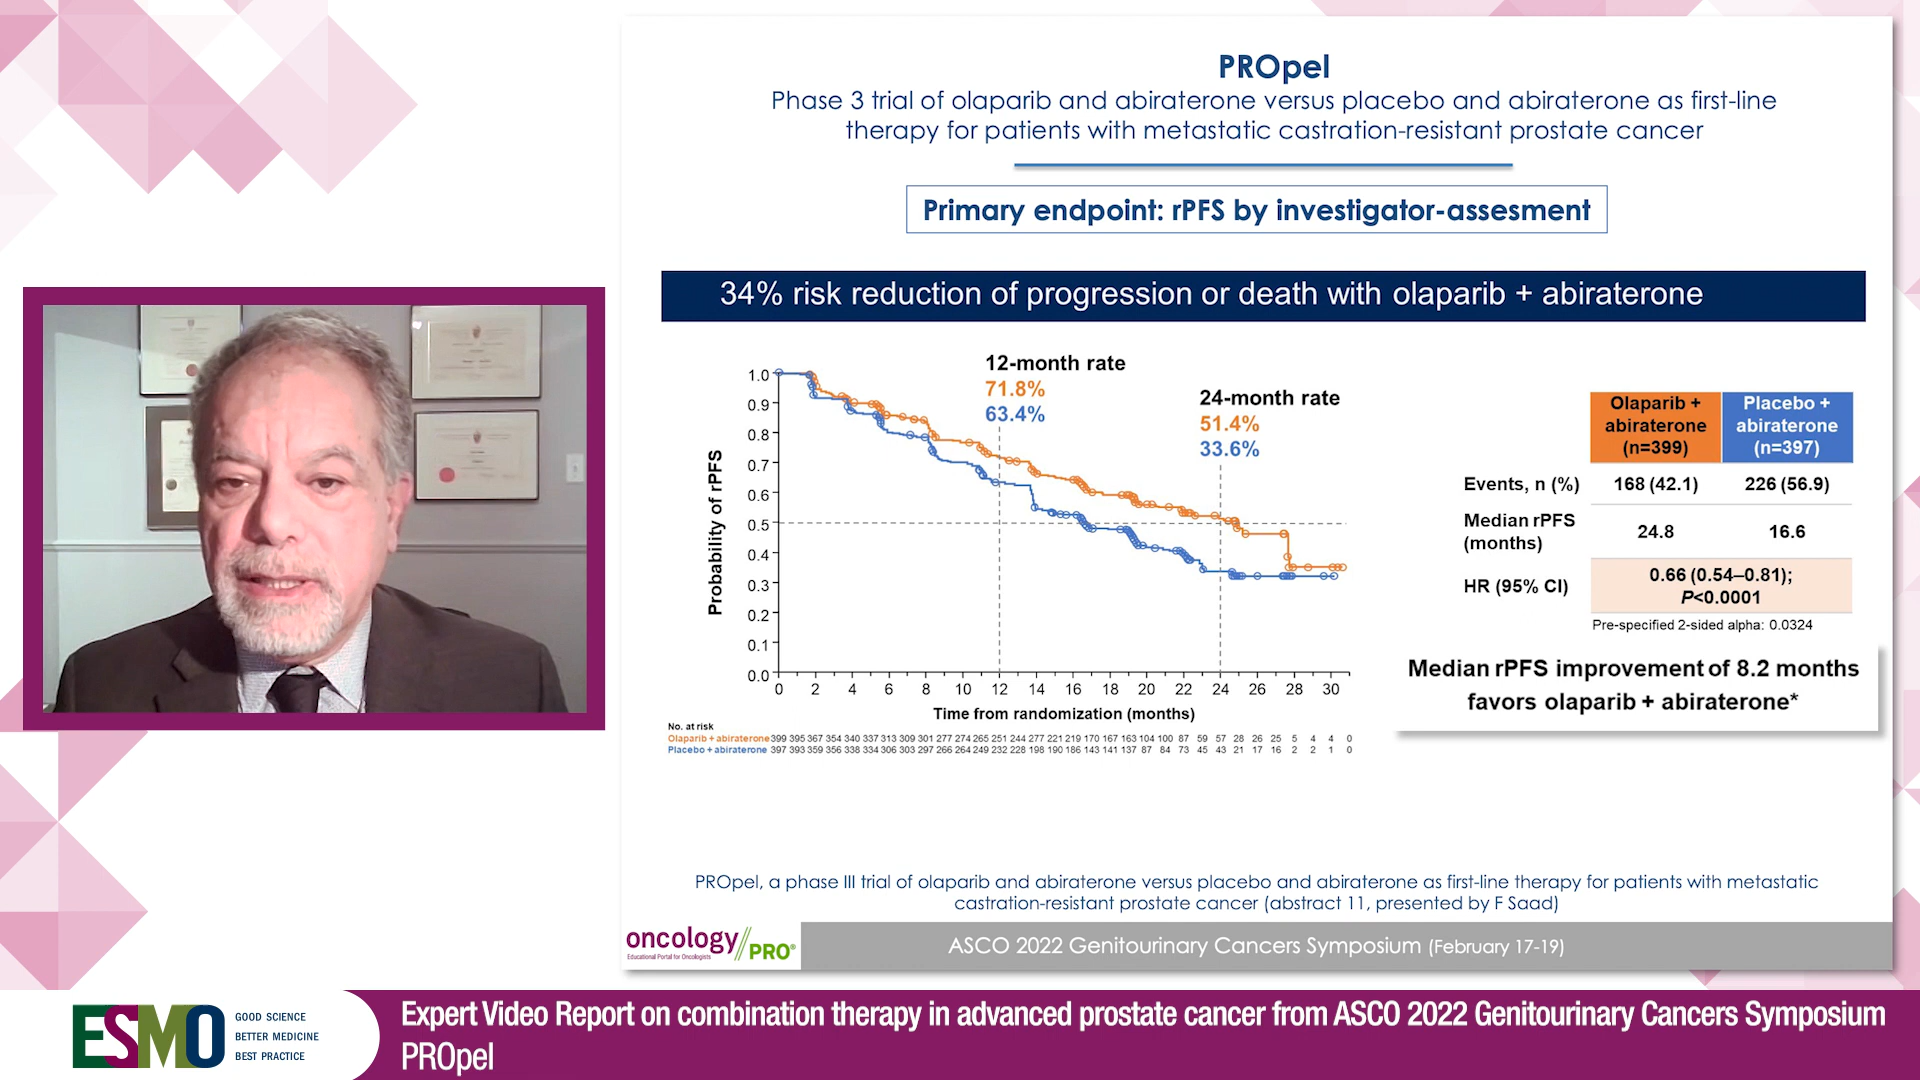 PROpel
Phase 3 trial of olaparib and abiraterone versus placebo and abiraterone as first-line
therapy for patients with metastatic castration-resistant prostate cancer
Primary endpoint: rPFS by investigator-assesment
34% risk reduction of progression or death with olaparib + abiraterone
12-month rate
71.8%
63.4%
24-month rate
51.4%
33.6%
Probability of rPFS
1.0
0.9
0.8
0.7
0.6
0.5
0.4
0.3
0.2
0.1
0.0
0 2 4 6 8 10 12 14 16 18 20 22 24 26 28 30
Time from randomization (months)
No. at risk
Olaparib + abiraterone 399 395 367 354 340 337 313 309 301 277 274 265 251 244 277 221 219 170 167 163 104 100 87 59 57 28 26 25 5 4 4 0
Placebo + abiraterone 397 393 359 356 338 334 306 303 297 266 264 249 232 228 198 190 186 143 141 137 87 84 73 45 43 21 17 16 2 2 1 0
Olaparib + abiraterone (n=399)
Placebo + abiraterone (n=397)
Events, n (%) 168 (42.1) 226 (56.9)
Median rPFS (months) 24.8 16.6
HR (95% CI) 0.66 (0.54–0.81);
P<0.0001
Pre-specified 2-sided alpha: 0.0324
Median rPFS improvement of 8.2 months
favors olaparib + abiraterone*
PROpel, a phase III trial of olaparib and abiraterone versus placebo and abiraterone as first-line therapy for patients with metastatic
castration-resistant prostate cancer (abstract 11, presented by F Saad)
oncology//PRO®
Educational Portal for Oncologists
ASCO 2022 Genitourinary Cancers Symposium (February 17-19)
ESMO
GOOD SCIENCE
BETTER MEDICINE
BEST PRACTICE
Expert Video Report on combination therapy in advanced prostate cancer from ASCO 2022 Genitourinary Cancers Symposium
PROpel